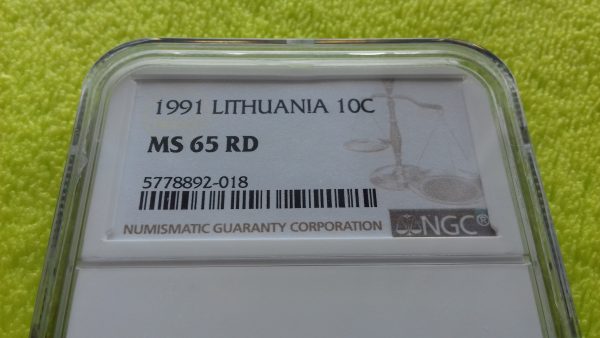 1991 LITHUANIA 10C
MS 65 RD
5778892-018
NUMISMATIC GUARANTY CORPORATION NGC®